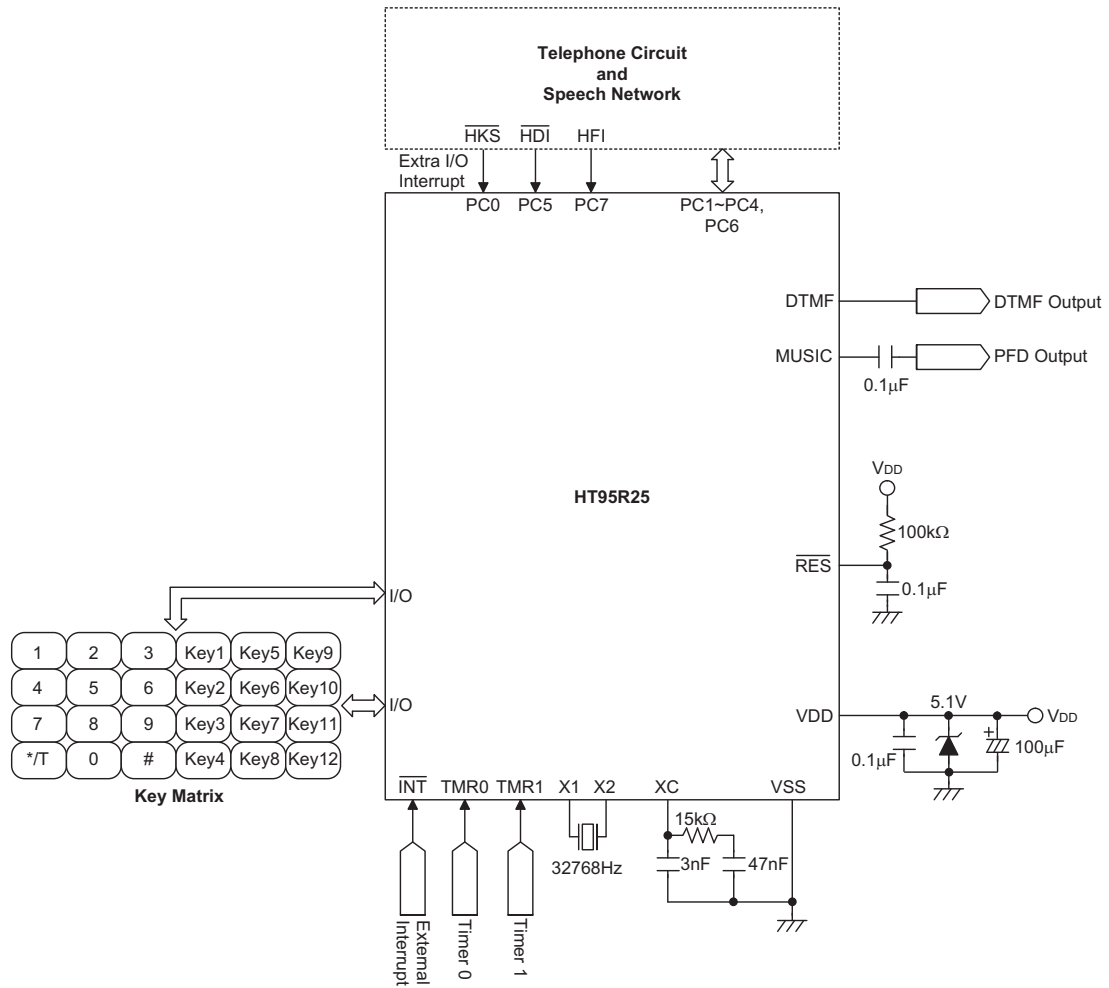 Telephone Circuit
and
Speech Network
HKS HDI HFI
Extra I/O
Interrupt
PC0 PC5 PC7 PC1~PC4,
PC6
DTMF DTMF Output
MUSIC PFD Output
0.1μF
VDD
HT95R25
100kΩ
RES
0.1μF
I/O
1 2 3 Key1 Key5 Key9
4 5 6 Key2 Key6 Key10
I/O
7 8 9 Key3 Key7 Key11
*/T 0 # Key4 Key8 Key12
Key Matrix
5.1V
VDD VDD
0.1μF + 100μF
INT TMR0 TMR1 X1 X2 XC VSS
15kΩ
32768Hz 3nF 47nF
External
Interrupt
Timer 0
Timer 1